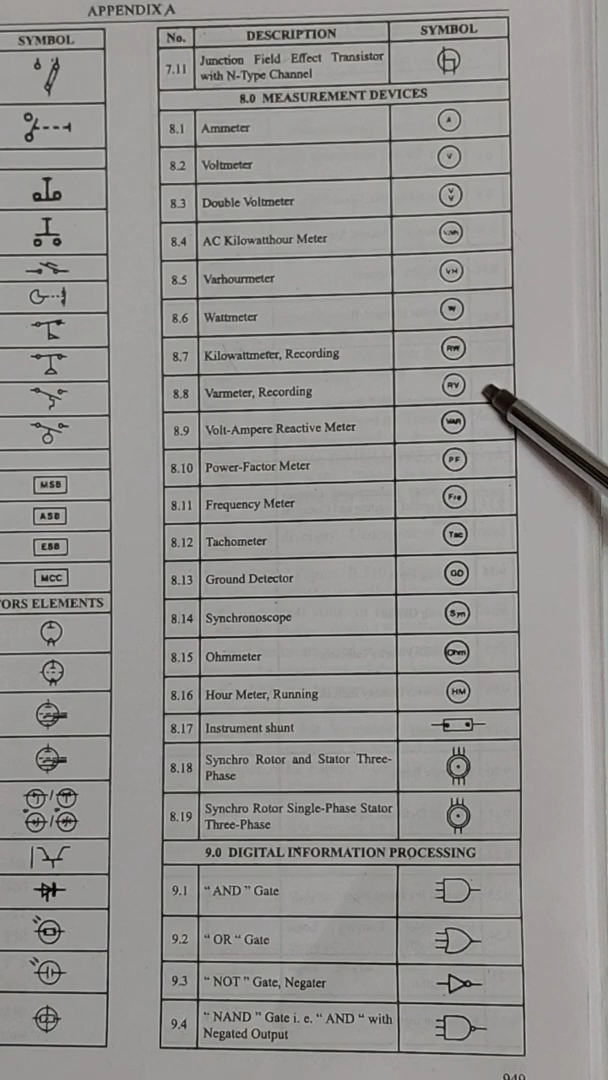 APPENDIX A
SYMBOL
MSB
ASB
ESB
MCC
ORS ELEMENTS
No. DESCRIPTION SYMBOL
7.11 Junction Field Effect Transistor
with N-Type Channel
8.0 MEASUREMENT DEVICES
8.1 Ammeter A
8.2 Voltmeter V
8.3 Double Voltmeter V
V
8.4 AC Kilowatthour Meter
8.5 Varhourmeter VH
8.6 Wattmeter W
8.7 Kilowattmeter, Recording RW
8.8 Varmeter, Recording RV
8.9 Volt-Ampere Reactive Meter VAR
8.10 Power-Factor Meter PF
8.11 Frequency Meter Fre
8.12 Tachometer Tac
8.13 Ground Detector GD
8.14 Synchronoscope Syn
8.15 Ohmmeter Ohm
8.16 Hour Meter, Running HM
8.17 Instrument shunt
8.18 Synchro Rotor and Stator Three-
Phase
8.19 Synchro Rotor Single-Phase Stator
Three-Phase
9.0 DIGITAL INFORMATION PROCESSING
9.1 “ AND ” Gate
9.2 “ OR “ Gate
9.3 “ NOT ” Gate, Negater
9.4 “ NAND ” Gate i. e. “ AND “ with
Negated Output